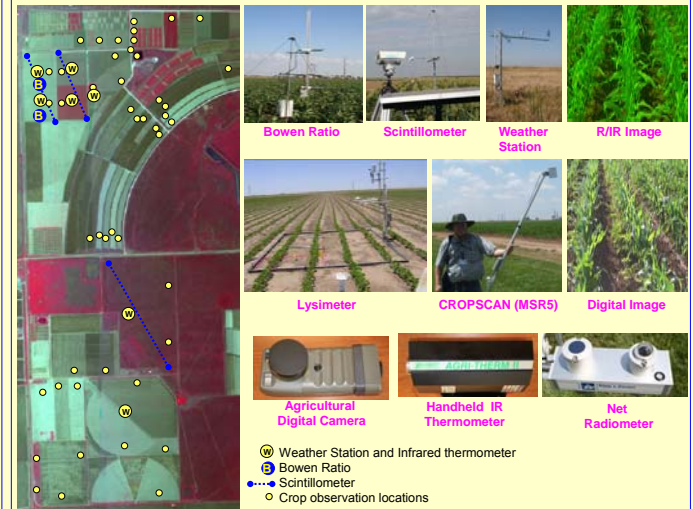 W
W
B
W
W
W
B
Bowen Ratio
Scintillometer
Weather
Station
R/IR Image
Lysimeter
CROPSCAN (MSR5)
Digital Image
W
W
AGRI-THERM II
Agricultural
Digital Camera
Handheld IR
Thermometer
Net
Radiometer
W Weather Station and Infrared thermometer
B Bowen Ratio
Scintillometer
Crop observation locations